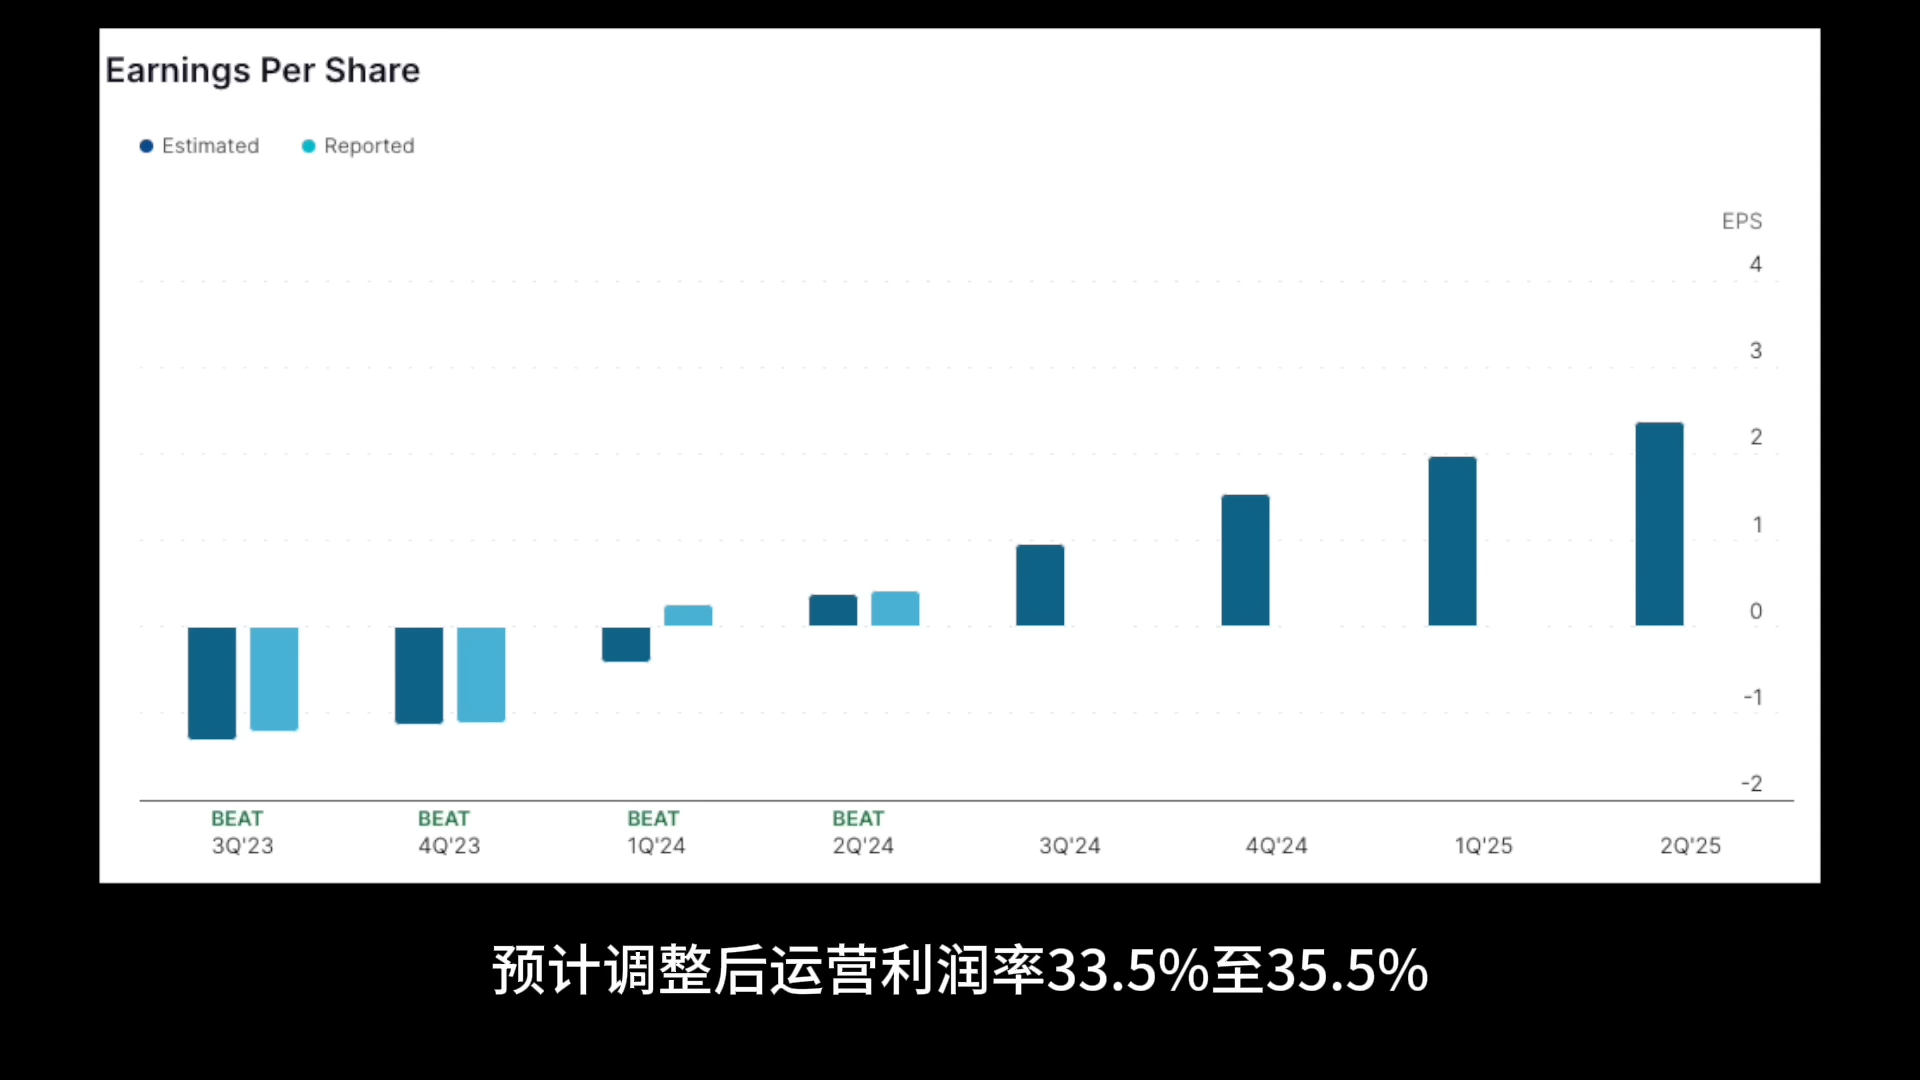 Earnings Per Share
Estimated Reported
EPS
4
3
2
1
0
-1
-2
BEAT BEAT BEAT BEAT
3Q'23 4Q'23 1Q'24 2Q'24 3Q'24 4Q'24 1Q'25 2Q'25
预计调整后运营利润率33.5%至35.5%